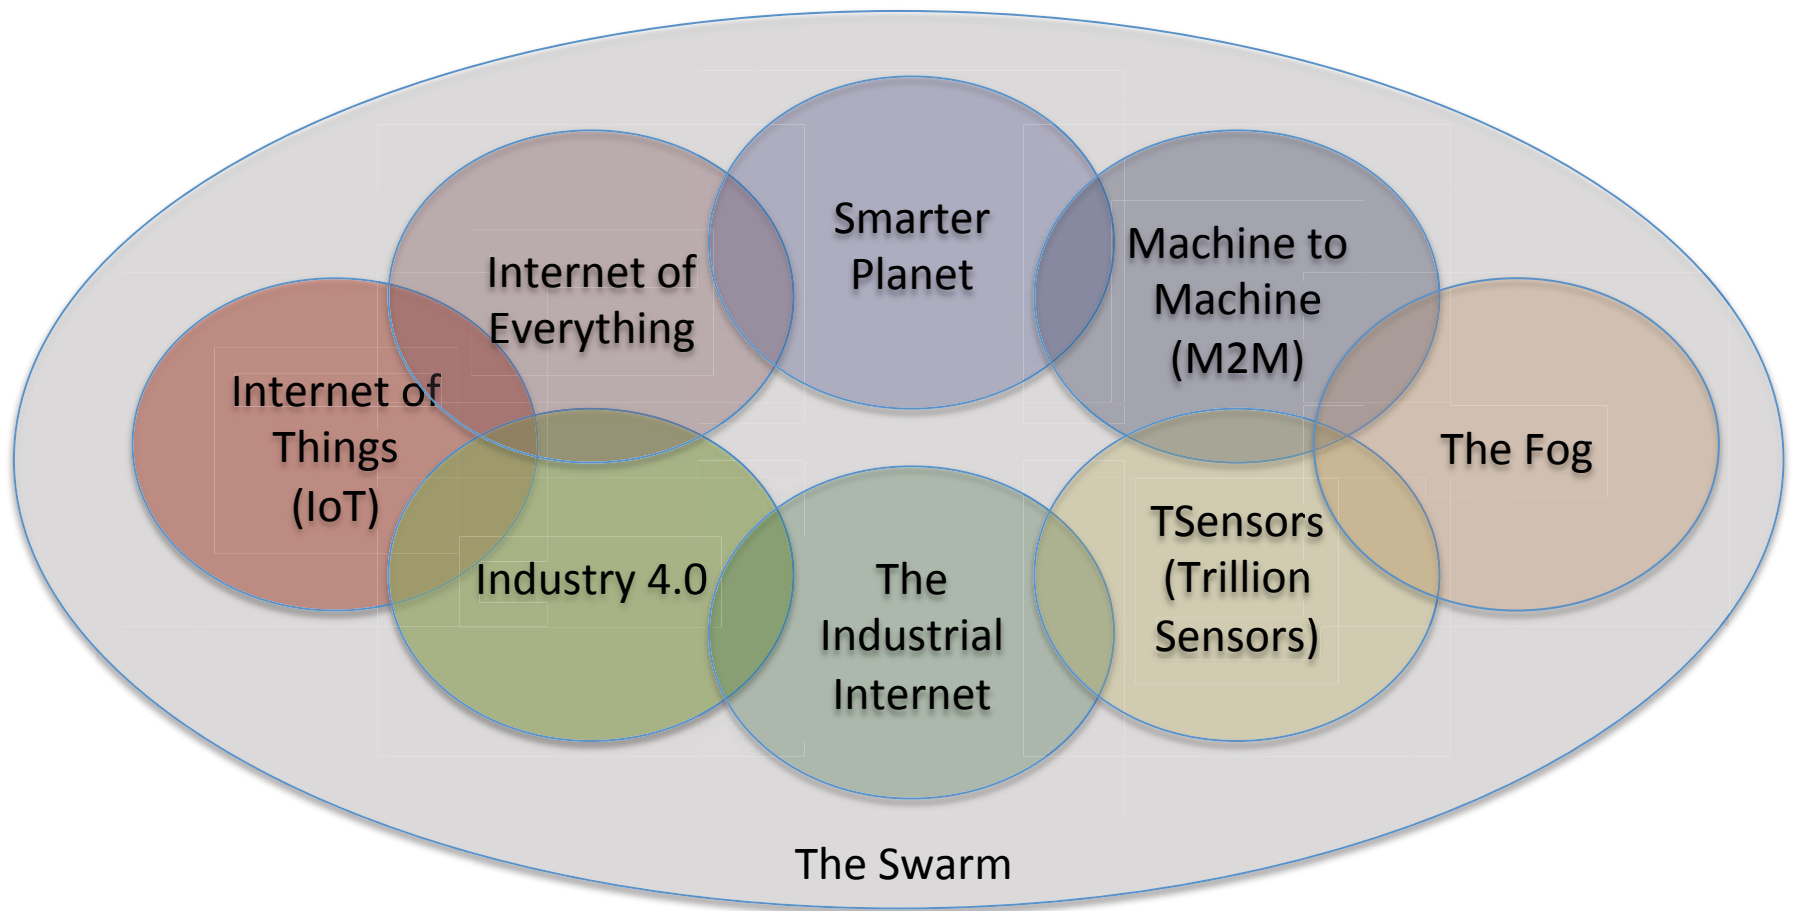 Smarter
Planet
Internet of
Everything
Machine to
Machine
(M2M)
Internet of
Things
(IoT)
The Fog
Industry 4.0
The
Industrial
Internet
TSensors
(Trillion
Sensors)
The Swarm